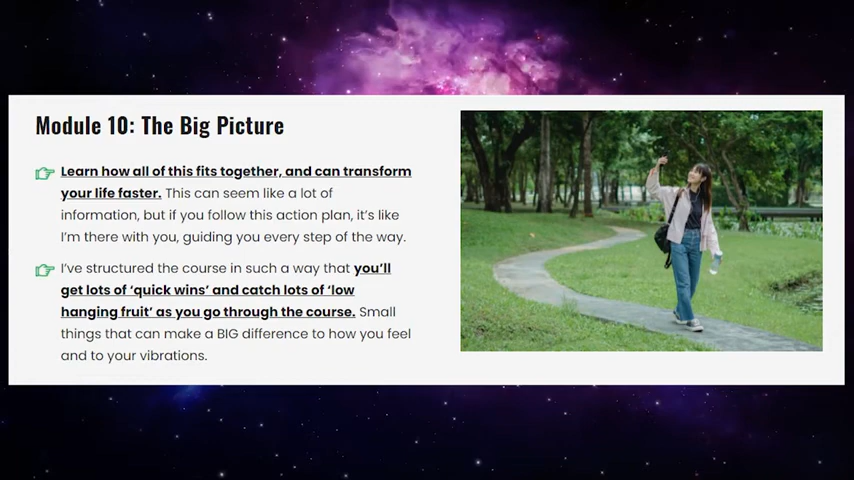 Module 10: The Big Picture
Learn how all of this fits together, and can transform
your life faster. This can seem like a lot of
information, but if you follow this action plan, it's like
I'm there with you, guiding you every step of the way.
I've structured the course in such a way that you'll
get lots of 'quick wins' and catch lots of 'low
hanging fruit' as you go through the course. Small
things that can make a BIG difference to how you feel
and to your vibrations.